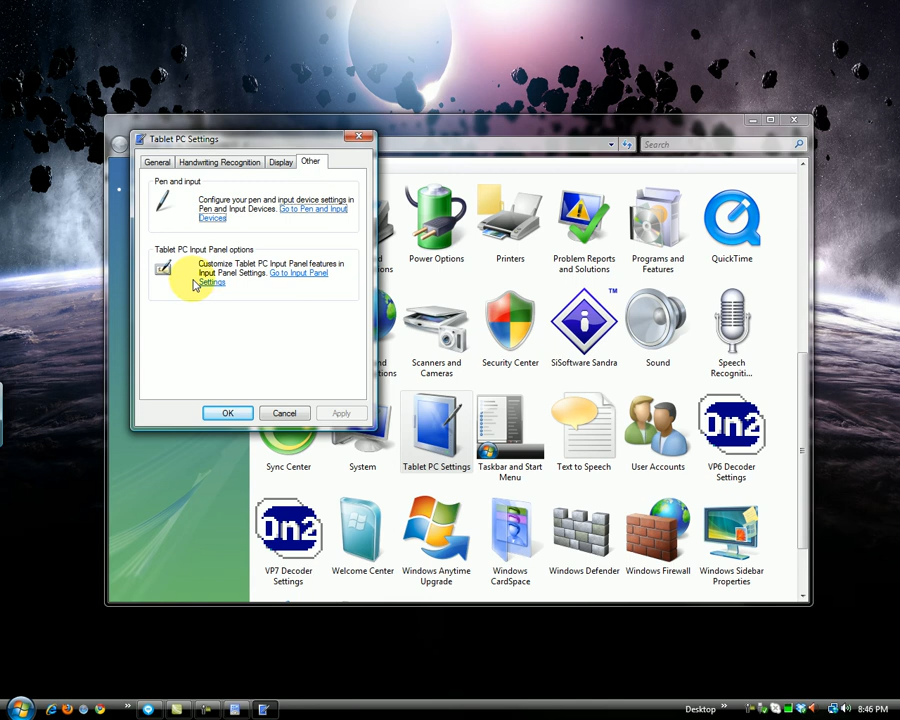 Tablet PC Settings
Search
General
Handwriting Recognition
Display
Other
Pen and input
Configure your pen and input device settings in
Pen and Input Devices. Go to Pen and Input
Devices
Tablet PC Input Panel options
Customize Tablet PC Input Panel features in
Input Panel Settings. Go to Input Panel
Settings
OK
Cancel
Apply
Power Options
Printers
Problem Reports
and Solutions
Programs and
Features
QuickTime
Scanners and
Cameras
Security Center
TM
SiSoftware Sandra
Sound
Speech
Recogniti...
Sync Center
System
Tablet PC Settings
Taskbar and Start
Menu
Text to Speech
User Accounts
On2
VP6 Decoder
Settings
On2
VP7 Decoder
Settings
Welcome Center
Windows Anytime
Upgrade
Windows
CardSpace
Windows Defender
Windows Firewall
Windows Sidebar
Properties
Desktop
8:46 PM